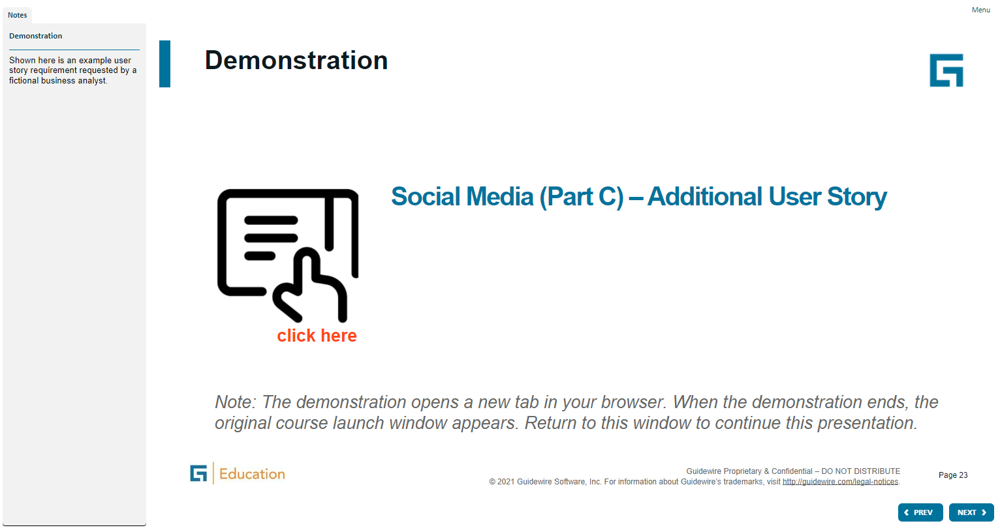 Notes
Menu
Demonstration
Shown here is an example user
story requirement requested by a
fictional business analyst.
Demonstration
Social Media (Part C) – Additional User Story
click here
Note: The demonstration opens a new tab in your browser. When the demonstration ends, the
original course launch window appears. Return to this window to continue this presentation.
Education
Guidewire Proprietary & Confidential – DO NOT DISTRIBUTE
© 2021 Guidewire Software, Inc. For information about Guidewire's trademarks, visit http://guidewire.com/legal-notices.
Page 23
PREV
NEXT